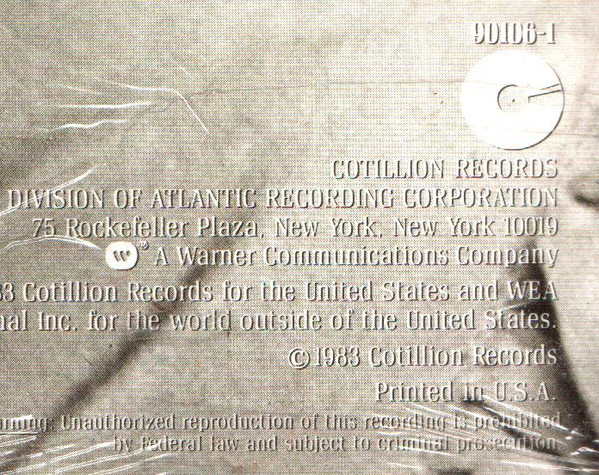 90106-1
COTILLION RECORDS
DIVISION OF ATLANTIC RECORDING CORPORATION
75 Rockefeller Plaza, New York, New York 10019
W® A Warner Communications Company
83 Cotillion Records for the United States and WEA
nal Inc. for the world outside of the United States.
©1983 Cotillion Records
Printed in U.S.A.
rning: Unauthorized reproduction of this recording is prohibited
by Federal law and subject to criminal prosecution.